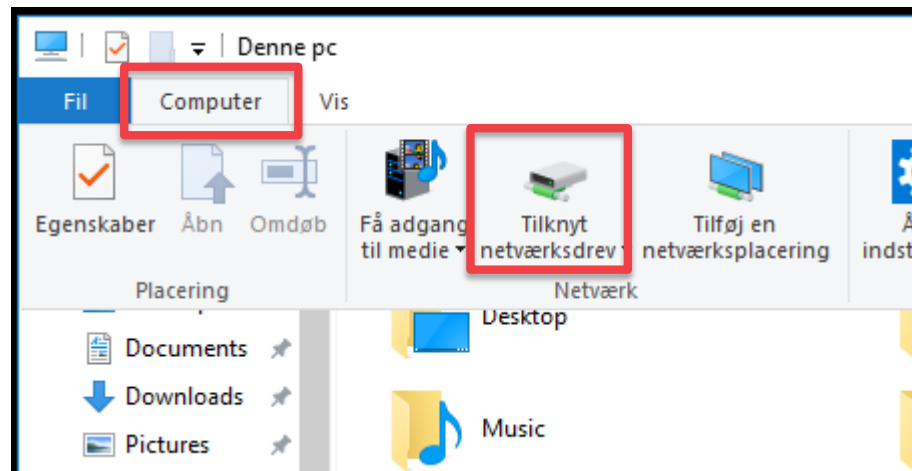 Denne pc
Fil Computer Vis
Egenskaber Åbn Omdøb
Få adgang
til medie
Tilknyt
netværksdrev
Tilføj en
netværksplacering
Placering
Netværk
Documents
Downloads
Pictures
Desktop
Music